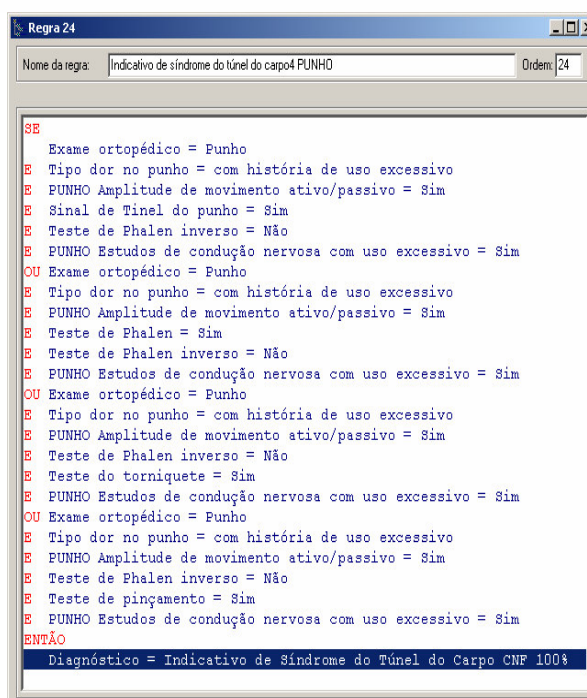 Regra 24
Nome da regra: Indicativo de síndrome do túnel do carpo4 PUNHO Ordem: 24
SE
Exame ortopédico = Punho
E Tipo dor no punho = com história de uso excessivo
E PUNHO Amplitude de movimento ativo/passivo = Sim
E Sinal de Tinel do punho = Sim
E Teste de Phalen inverso = Não
E PUNHO Estudos de condução nervosa com uso excessivo = Sim
OU Exame ortopédico = Punho
E Tipo dor no punho = com história de uso excessivo
E PUNHO Amplitude de movimento ativo/passivo = Sim
E Teste de Phalen = Sim
E Teste de Phalen inverso = Não
E PUNHO Estudos de condução nervosa com uso excessivo = Sim
OU Exame ortopédico = Punho
E Tipo dor no punho = com história de uso excessivo
E PUNHO Amplitude de movimento ativo/passivo = Sim
E Teste de Phalen inverso = Não
E Teste do torniquete = Sim
E PUNHO Estudos de condução nervosa com uso excessivo = Sim
OU Exame ortopédico = Punho
E Tipo dor no punho = com história de uso excessivo
E PUNHO Amplitude de movimento ativo/passivo = Sim
E Teste de Phalen inverso = Não
E Teste de pinçamento = Sim
E PUNHO Estudos de condução nervosa com uso excessivo = Sim
ENTÃO
Diagnóstico = Indicativo de Síndrome do Túnel do Carpo CNF 100%